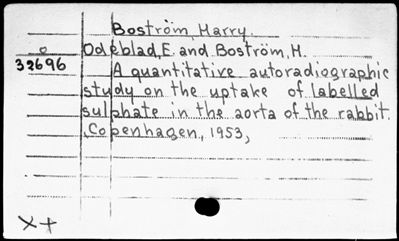 Boström, Harry.
Odeblad, E. and Boström, H.
32696
A quantitative autoradiographic
study on the uptake of labelled
sulphate in the aorta of the rabbit.
Copenhagen, 1953,
X+